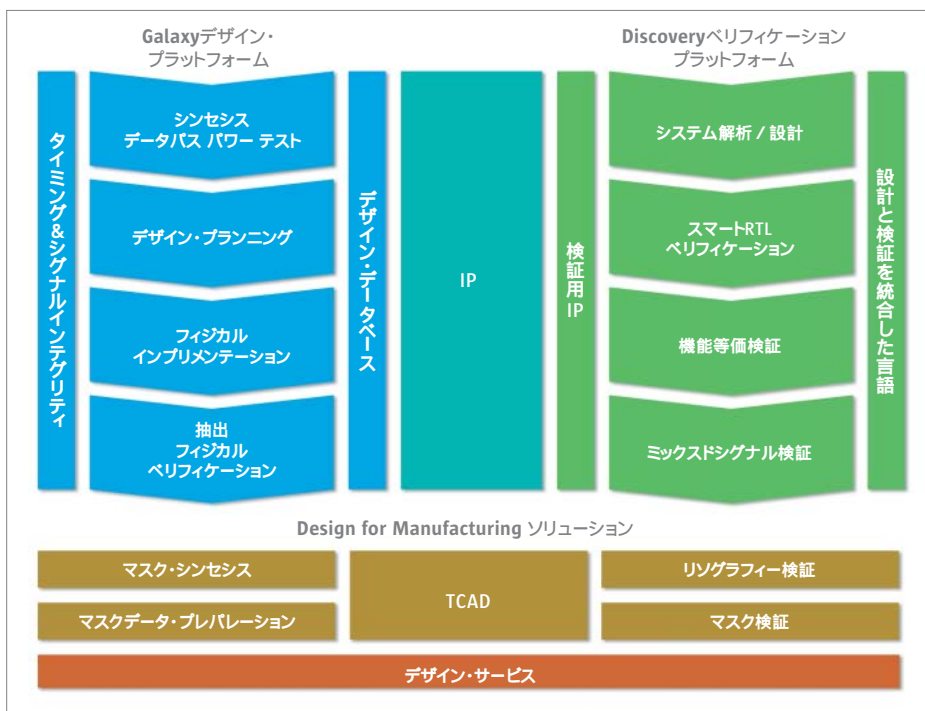 Galaxyデザイン・
プラットフォーム
Discoveryベリフィケーション
プラットフォーム
タイミング&シグナルインテグリティ
シンセシス
データパス パワー テスト
デザイン・プランニング
フィジカル
インプリメンテーション
抽出
フィジカル
ベリフィケーション
デザイン・データベース
IP
検証用IP
システム解析 / 設計
スマートRTL
ベリフィケーション
機能等価検証
ミックスドシグナル検証
設計と検証を統合した言語
Design for Manufacturing ソリューション
マスク・シンセシス
マスクデータ・プレパレーション
TCAD
リソグラフィー検証
マスク検証
デザイン・サービス